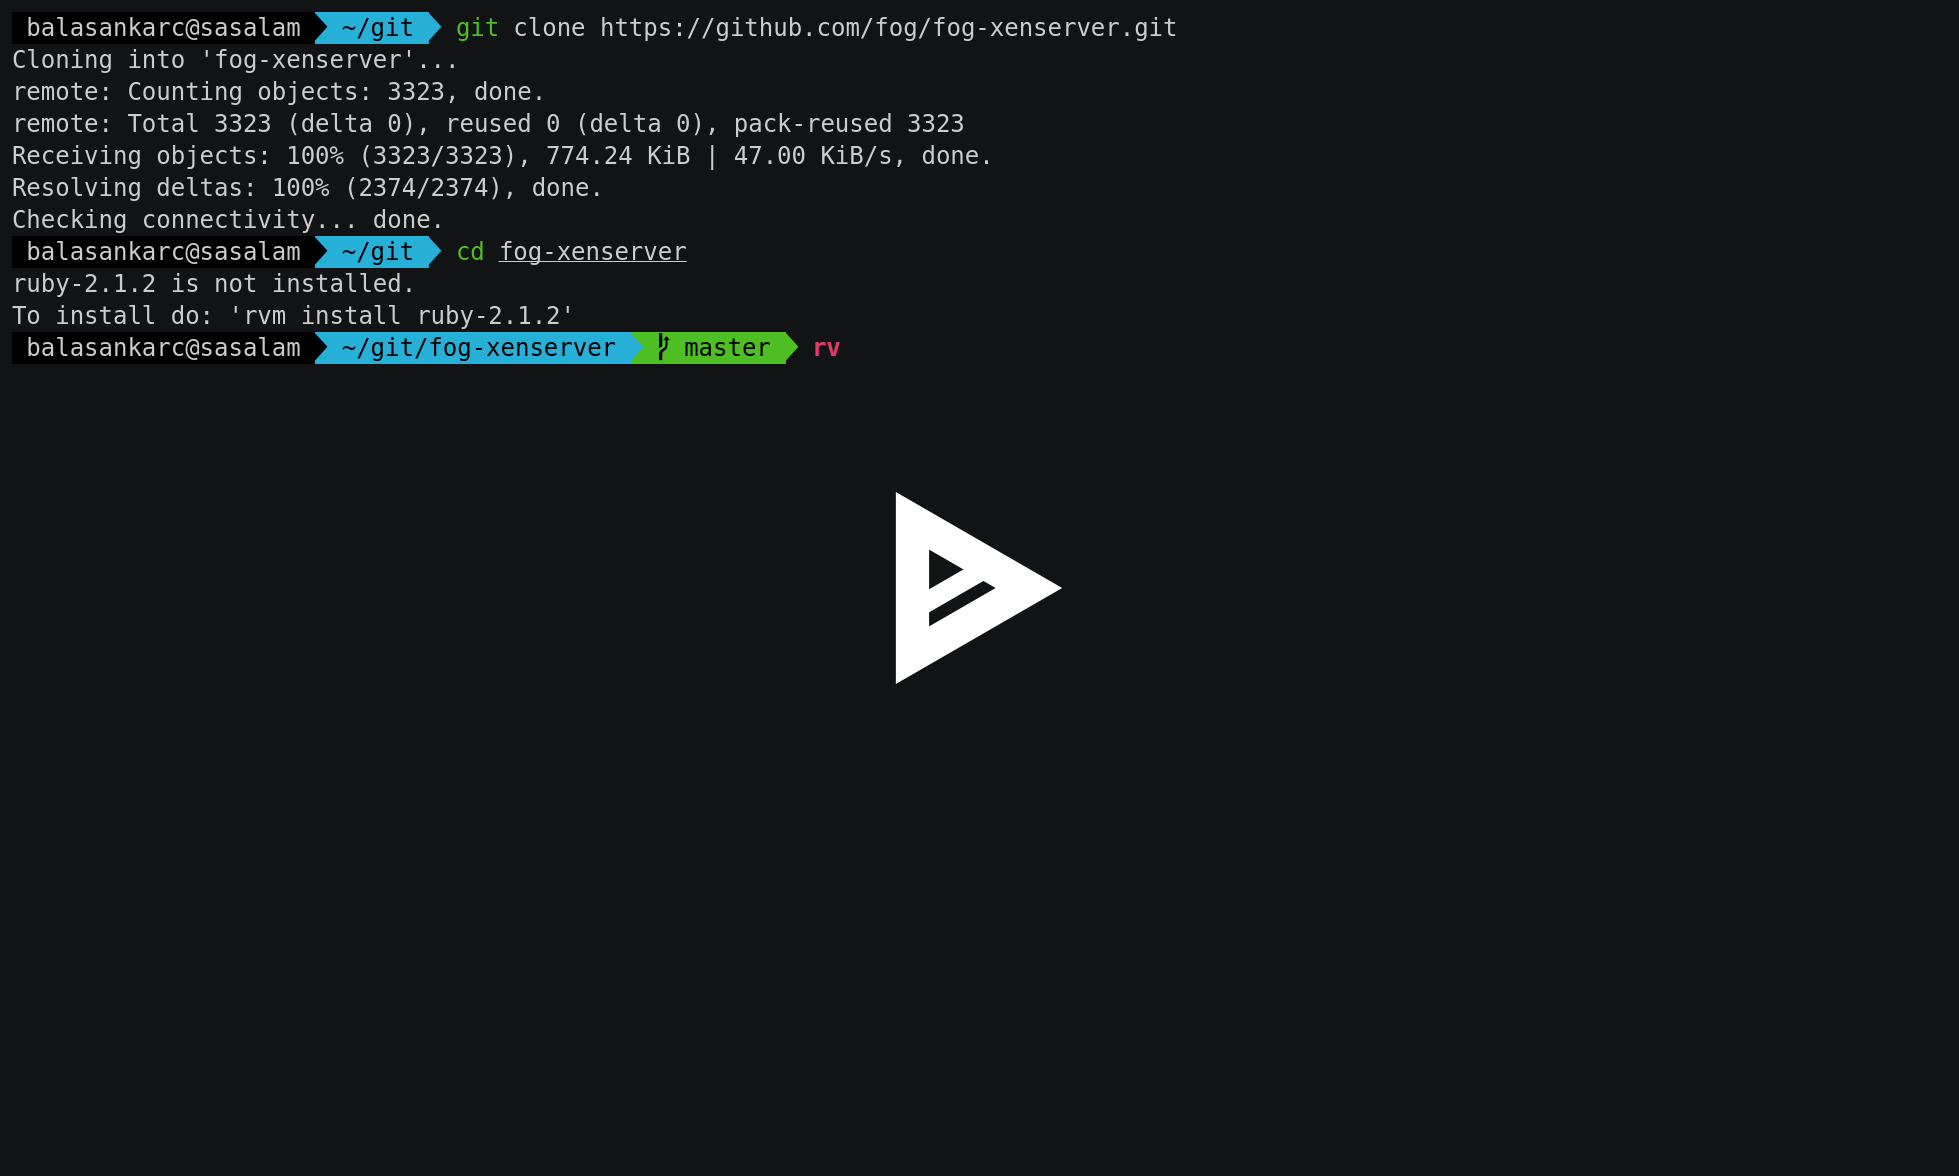 balasankarc@sasalam ~/git git clone https://github.com/fog/fog-xenserver.git
Cloning into 'fog-xenserver'...
remote: Counting objects: 3323, done.
remote: Total 3323 (delta 0), reused 0 (delta 0), pack-reused 3323
Receiving objects: 100% (3323/3323), 774.24 KiB | 47.00 KiB/s, done.
Resolving deltas: 100% (2374/2374), done.
Checking connectivity... done.
balasankarc@sasalam ~/git cd fog-xenserver
ruby-2.1.2 is not installed.
To install do: 'rvm install ruby-2.1.2'
balasankarc@sasalam ~/git/fog-xenserver master rv